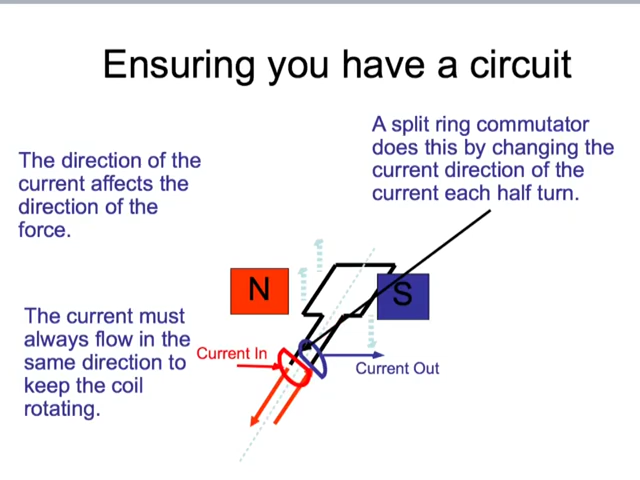 Ensuring you have a circuit
A split ring commutator
does this by changing the
current direction of the
current each half turn.
The direction of the
current affects the
direction of the
force.
N
S
The current must
always flow in the
same direction to
keep the coil
rotating.
Current In
Current Out